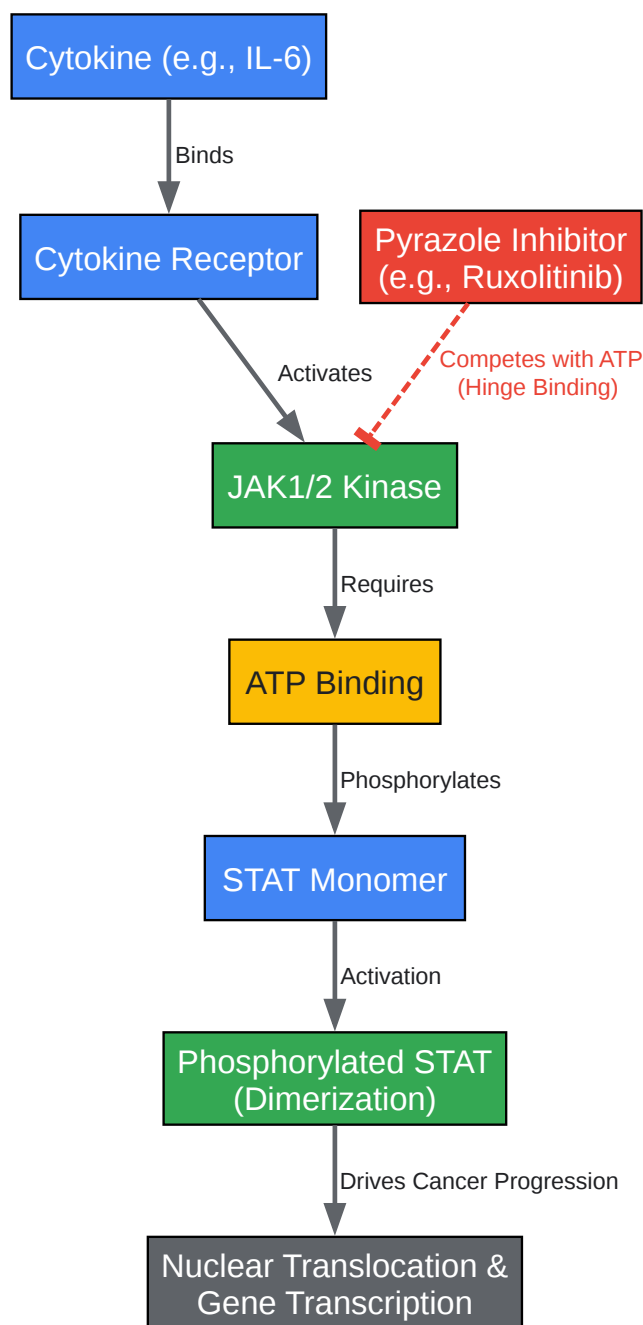 Cytokine (e.g., IL-6)
Binds
Cytokine Receptor
Pyrazole Inhibitor
(e.g., Ruxolitinib)
Activates
Competes with ATP
(Hinge Binding)
JAK1/2 Kinase
Requires
ATP Binding
Phosphorylates
STAT Monomer
Activation
Phosphorylated STAT
(Dimerization)
Drives Cancer Progression
Nuclear Translocation &
Gene Transcription